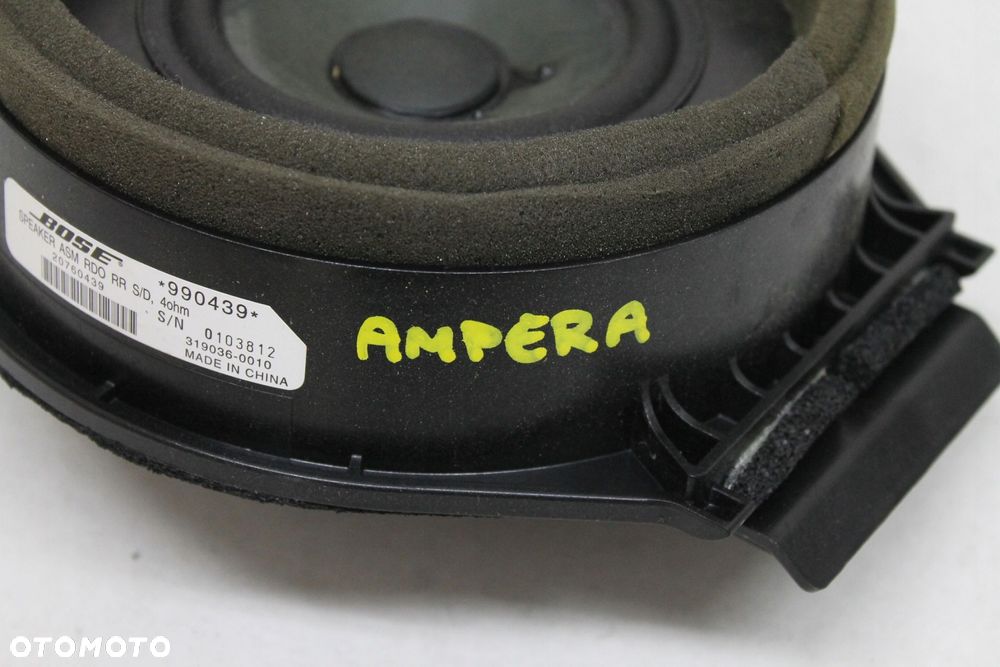 BOSE®
SPEAKER ASM RDO RR S/D, 4ohm
20760439
*990439*
S/N 0103812
319036-0010
MADE IN CHINA
AMPERA
OTOMOTO